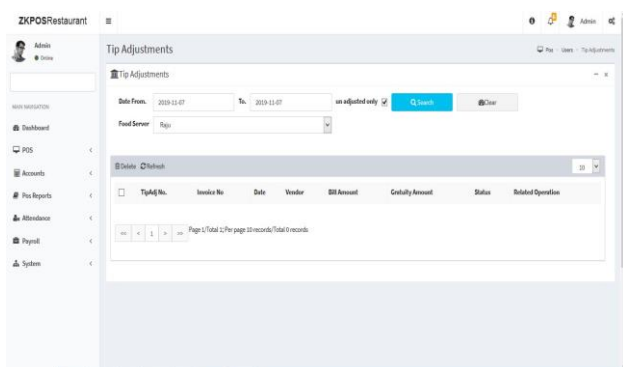 ZKPOSRestaurant
Admin
Admin
Online
Tip Adjustments
Pos - Users - Tip Adjustments
Tip Adjustments
MAIN NAVIGATION
Date From. 2019-11-07 To. 2019-11-07 un adjusted only Search Clear
Food Server Raju
Dashboard
POS
Accounts
Pos Reports
Attendance
Payroll
System
Delete Refresh 10
TipAdj No. Invoice No Date Vendor Bill Amount Gretuity Amount Status Related Operation
<< < 1 > >> Page 1/Total 1; Per page 10 records/Total 0 records